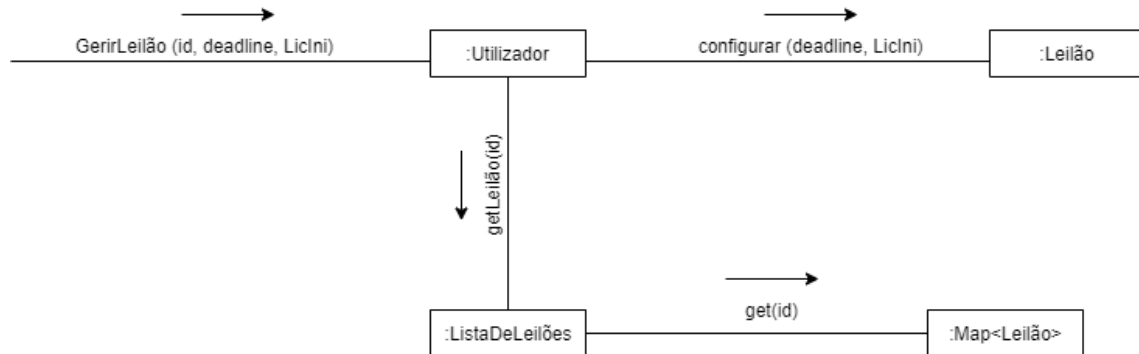 GerirLeilão (id, deadline, LicIni)
:Utilizador
configurar (deadline, LicIni)
:Leilão
getLeilão(id)
:ListaDeLeilões
get(id)
:Map<Leilão>